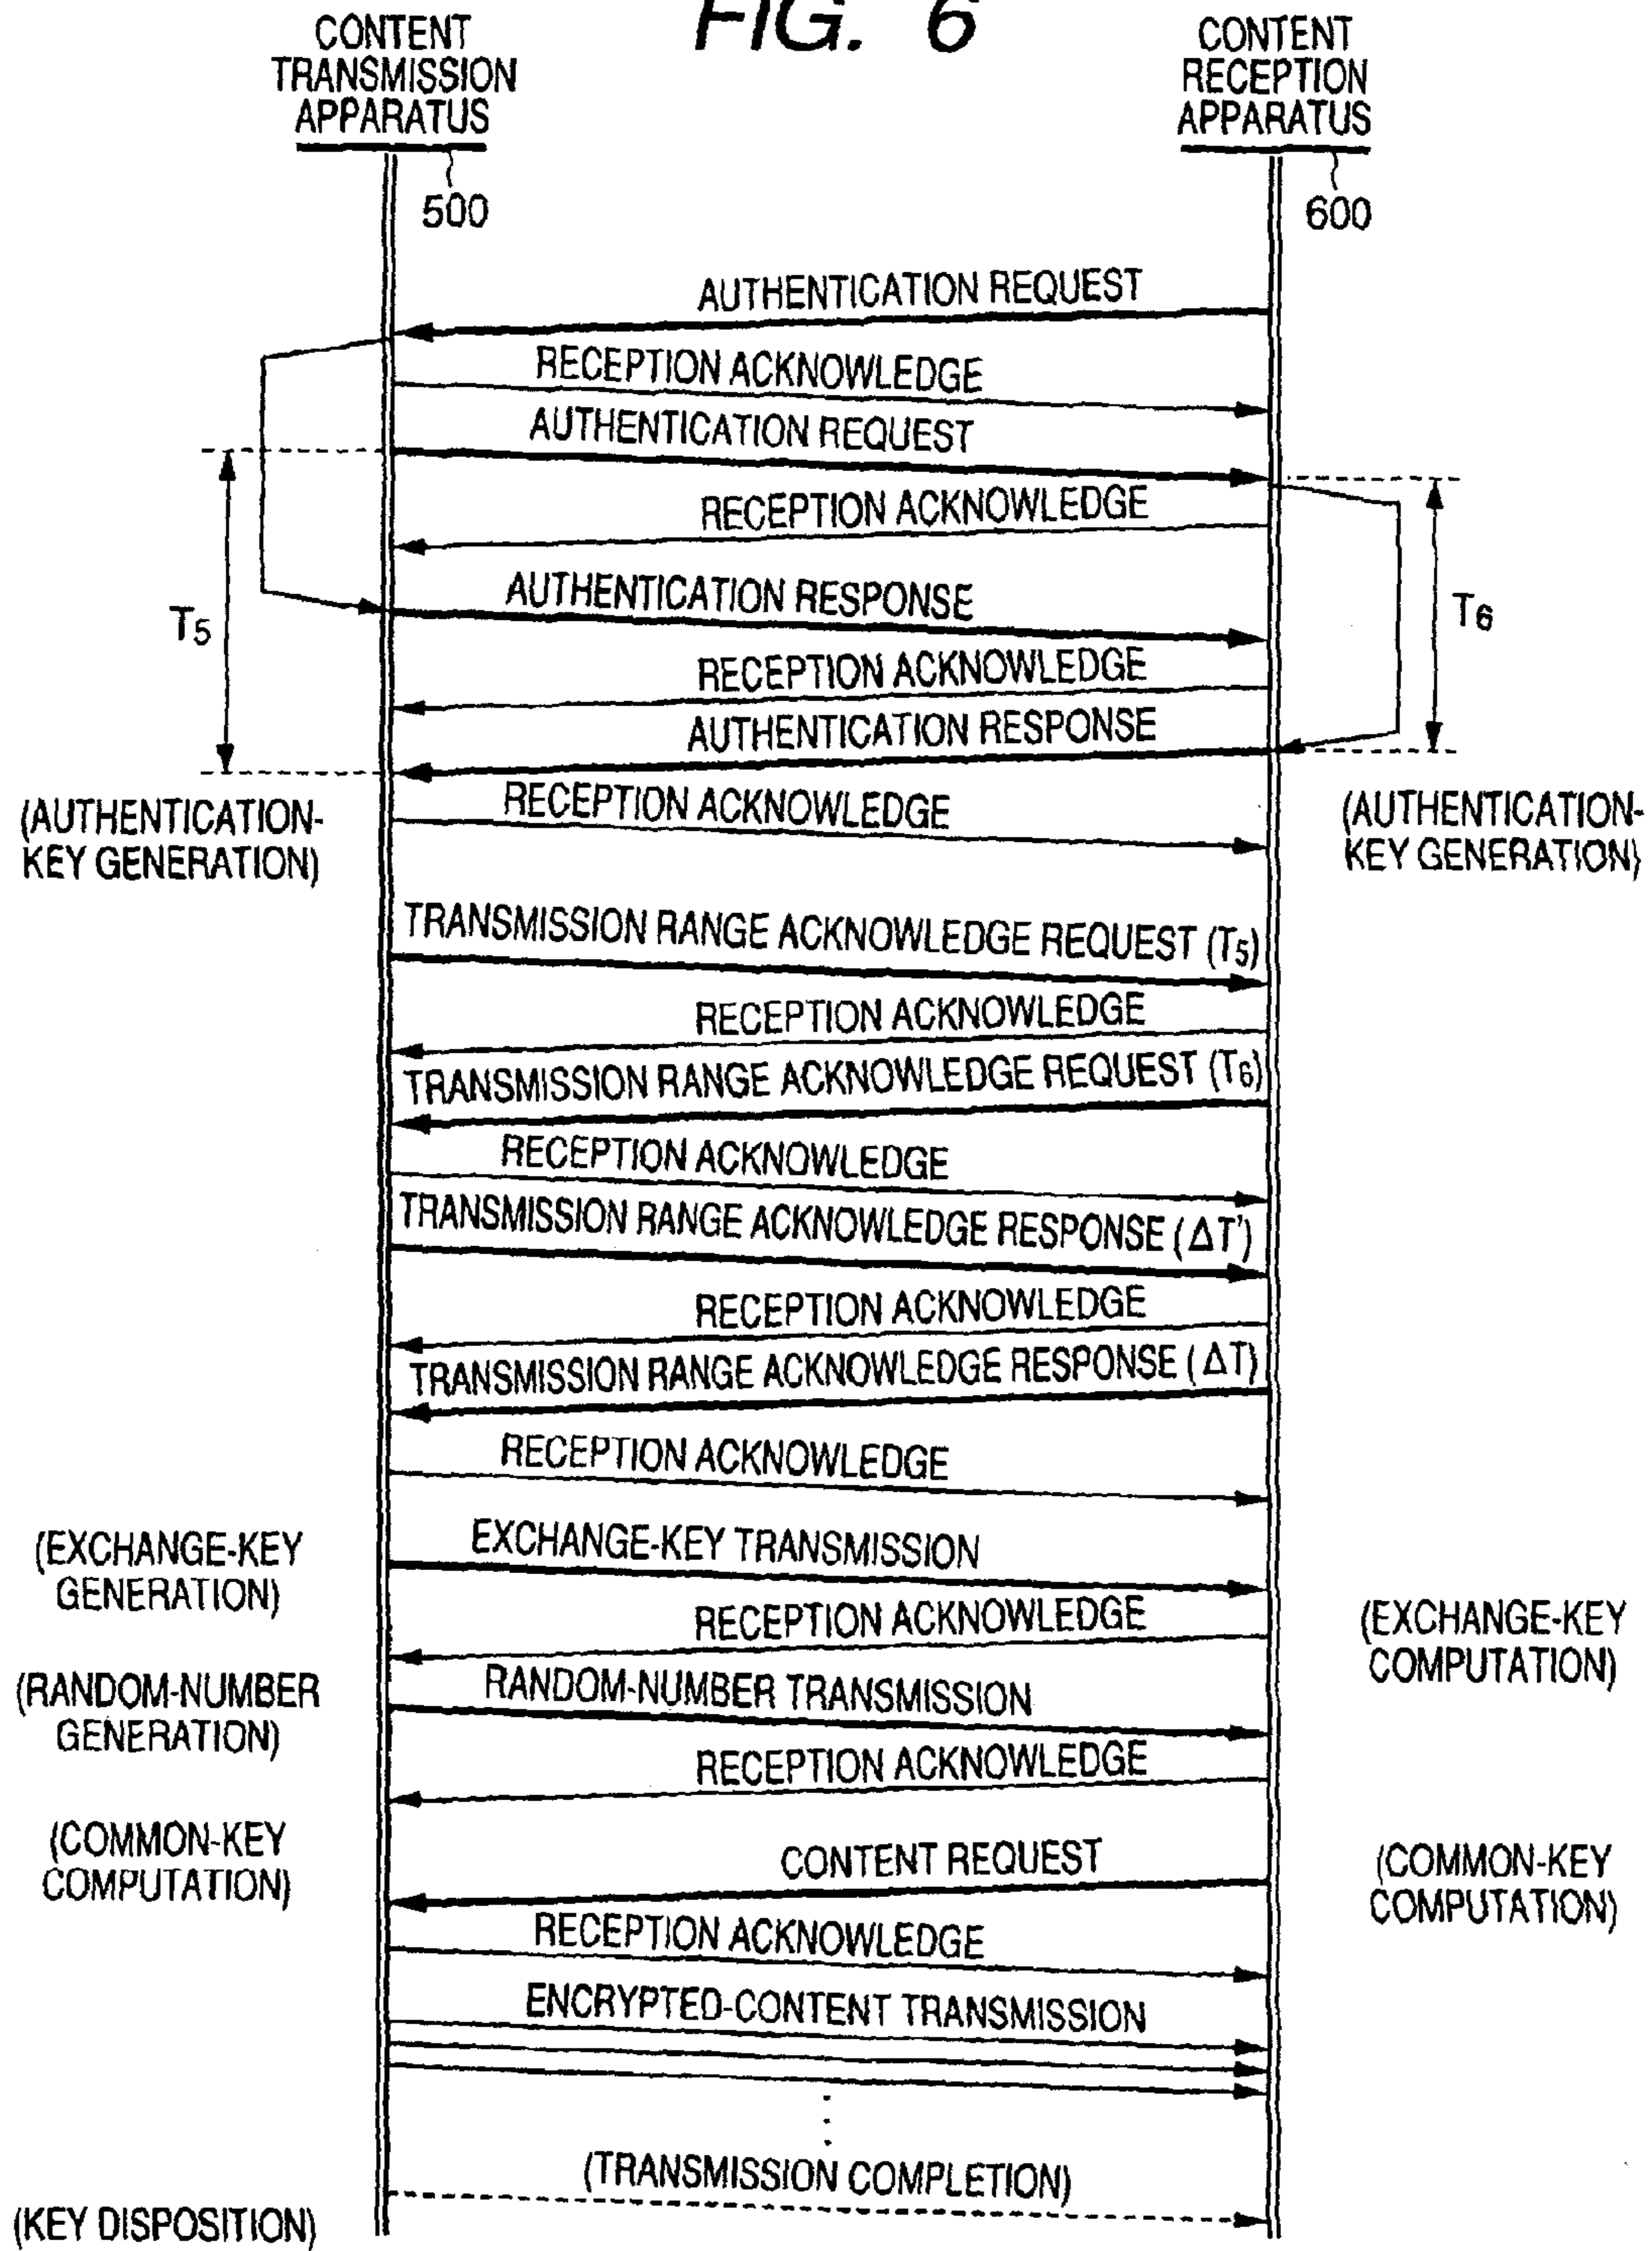 FIG. 6
CONTENT
TRANSMISSION
APPARATUS
500
CONTENT
RECEPTION
APPARATUS
600
AUTHENTICATION REQUEST
RECEPTION ACKNOWLEDGE
AUTHENTICATION REQUEST
RECEPTION ACKNOWLEDGE
AUTHENTICATION RESPONSE
T5
T6
RECEPTION ACKNOWLEDGE
AUTHENTICATION RESPONSE
RECEPTION ACKNOWLEDGE
(AUTHENTICATION-
KEY GENERATION)
(AUTHENTICATION-
KEY GENERATION)
TRANSMISSION RANGE ACKNOWLEDGE REQUEST (T5)
RECEPTION ACKNOWLEDGE
TRANSMISSION RANGE ACKNOWLEDGE REQUEST (T6)
RECEPTION ACKNOWLEDGE
TRANSMISSION RANGE ACKNOWLEDGE RESPONSE (ΔT')
RECEPTION ACKNOWLEDGE
TRANSMISSION RANGE ACKNOWLEDGE RESPONSE (ΔT)
RECEPTION ACKNOWLEDGE
(EXCHANGE-KEY
GENERATION)
EXCHANGE-KEY TRANSMISSION
RECEPTION ACKNOWLEDGE
(EXCHANGE-KEY
COMPUTATION)
(RANDOM-NUMBER
GENERATION)
RANDOM-NUMBER TRANSMISSION
RECEPTION ACKNOWLEDGE
(COMMON-KEY
COMPUTATION)
CONTENT REQUEST
(COMMON-KEY
COMPUTATION)
RECEPTION ACKNOWLEDGE
ENCRYPTED-CONTENT TRANSMISSION
(TRANSMISSION COMPLETION)
(KEY DISPOSITION)